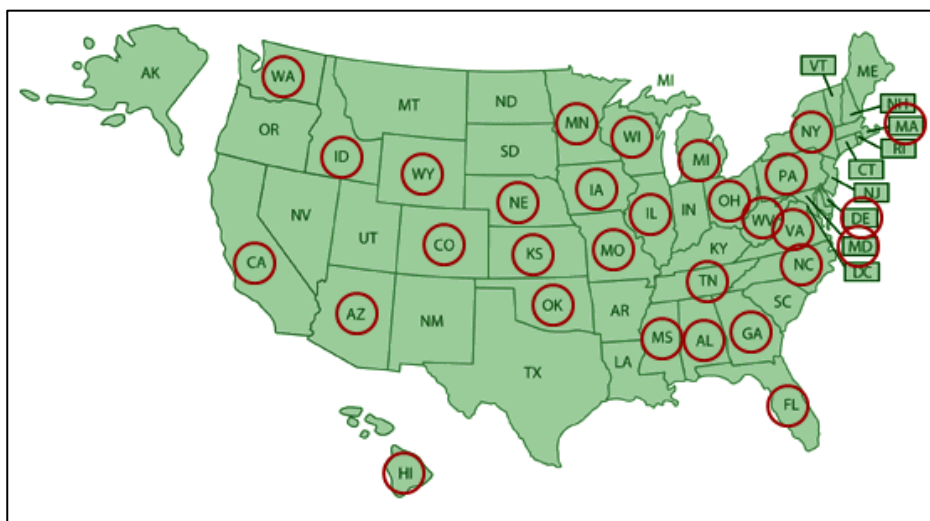 AK
WA
OR
CA
ID
NV
MT
WY
UT
AZ
CO
NM
ND
SD
NE
KS
OK
TX
MN
IA
MO
AR
LA
WI
IL
MI
MI
IN
OH
KY
TN
MS
AL
GA
FL
SC
NC
VA
WV
PA
NY
VT
ME
NH
MA
RI
CT
NJ
DE
MD
DC
HI